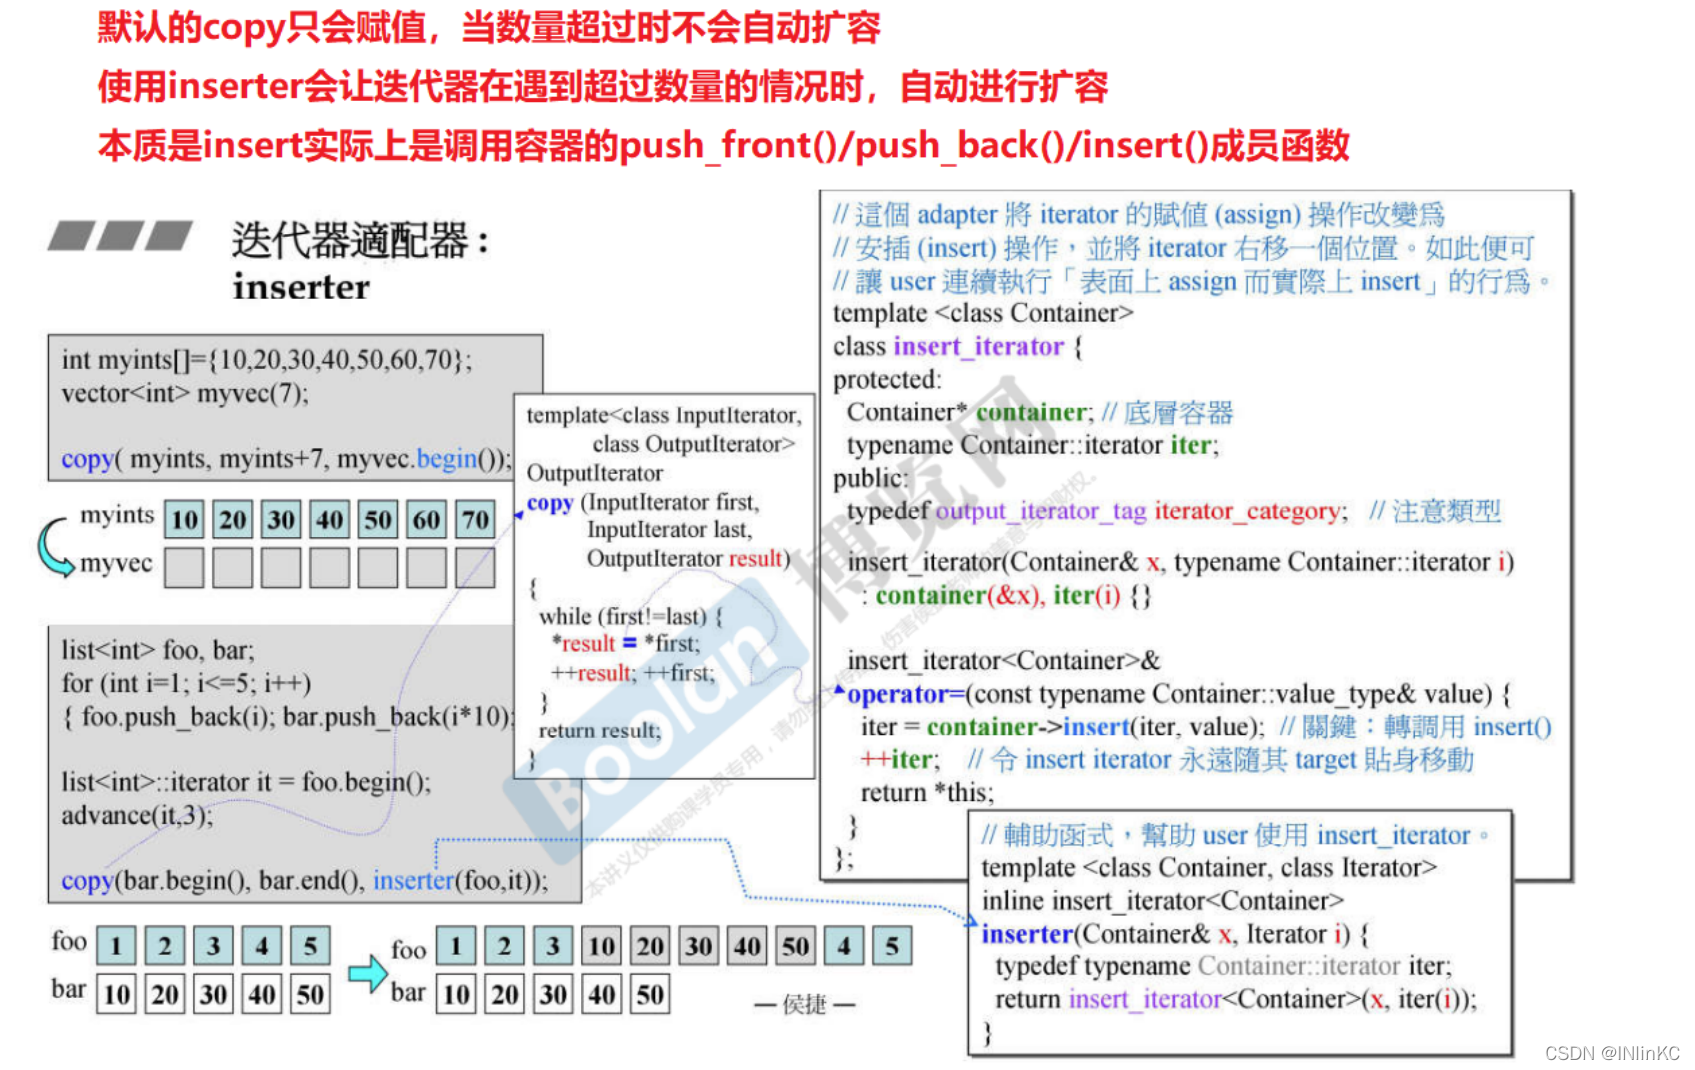 默认的copy只会赋值，当数量超过时不会自动扩容
使用inserter会让迭代器在遇到超过数量的情况时，自动进行扩容
本质是insert实际上是调用容器的push_front()/push_back()/insert()成员函数
迭代器適配器：
inserter
int myints[]={10,20,30,40,50,60,70};
vector<int> myvec(7);
copy( myints, myints+7, myvec.begin());
myints 10 20 30 40 50 60 70
myvec
list<int> foo, bar;
for (int i=1; i<=5; i++)
{ foo.push_back(i); bar.push_back(i*10);
list<int>::iterator it = foo.begin();
advance(it,3);
copy(bar.begin(), bar.end(), inserter(foo,it));
foo 1 2 3 4 5
bar 10 20 30 40 50
foo 1 2 3 10 20 30 40 50 4 5
bar 10 20 30 40 50
— 侯捷 —
template<class InputIterator,
class OutputIterator>
OutputIterator
copy (InputIterator first,
InputIterator last,
OutputIterator result)
{
while (first!=last) {
*result = *first;
++result; ++first;
}
return result;
}
// 這個 adapter 將 iterator 的賦值 (assign) 操作改變爲
// 安插 (insert) 操作，並將 iterator 右移一個位置。如此便可
// 讓 user 連續執行「表面上 assign 而實際上 insert」的行爲。
template <class Container>
class insert_iterator {
protected:
Container* container; // 底層容器
typename Container::iterator iter;
public:
typedef output_iterator_tag iterator_category; // 注意類型
insert_iterator(Container& x, typename Container::iterator i)
: container(&x), iter(i) {}
insert_iterator<Container>&
operator=(const typename Container::value_type& value) {
iter = container->insert(iter, value); // 關鍵：轉調用 insert()
++iter; // 令 insert iterator 永遠隨其 target 貼身移動
return *this;
}
};
// 輔助函式，幫助 user 使用 insert_iterator。
template <class Container, class Iterator>
inline insert_iterator<Container>
inserter(Container& x, Iterator i) {
typedef typename Container::iterator iter;
return insert_iterator<Container>(x, iter(i));
}
Boolan 博览网
本讲义仅供购课学员专用，请勿
CSDN @INlinKC